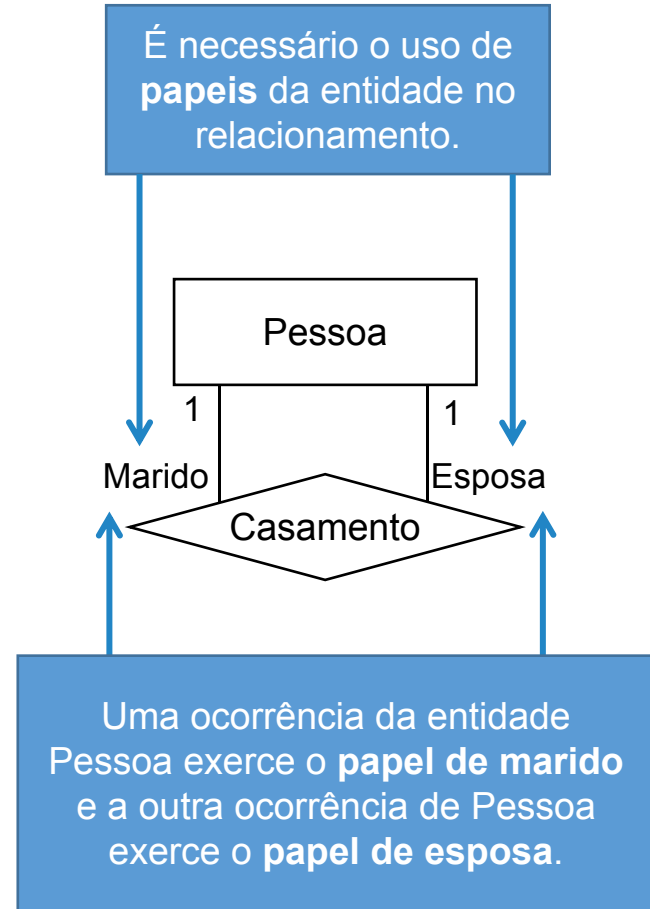 É necessário o uso de
papeis da entidade no
relacionamento.
Pessoa
1
1
Marido
Esposa
Casamento
Uma ocorrência da entidade
Pessoa exerce o papel de marido
e a outra ocorrência de Pessoa
exerce o papel de esposa.